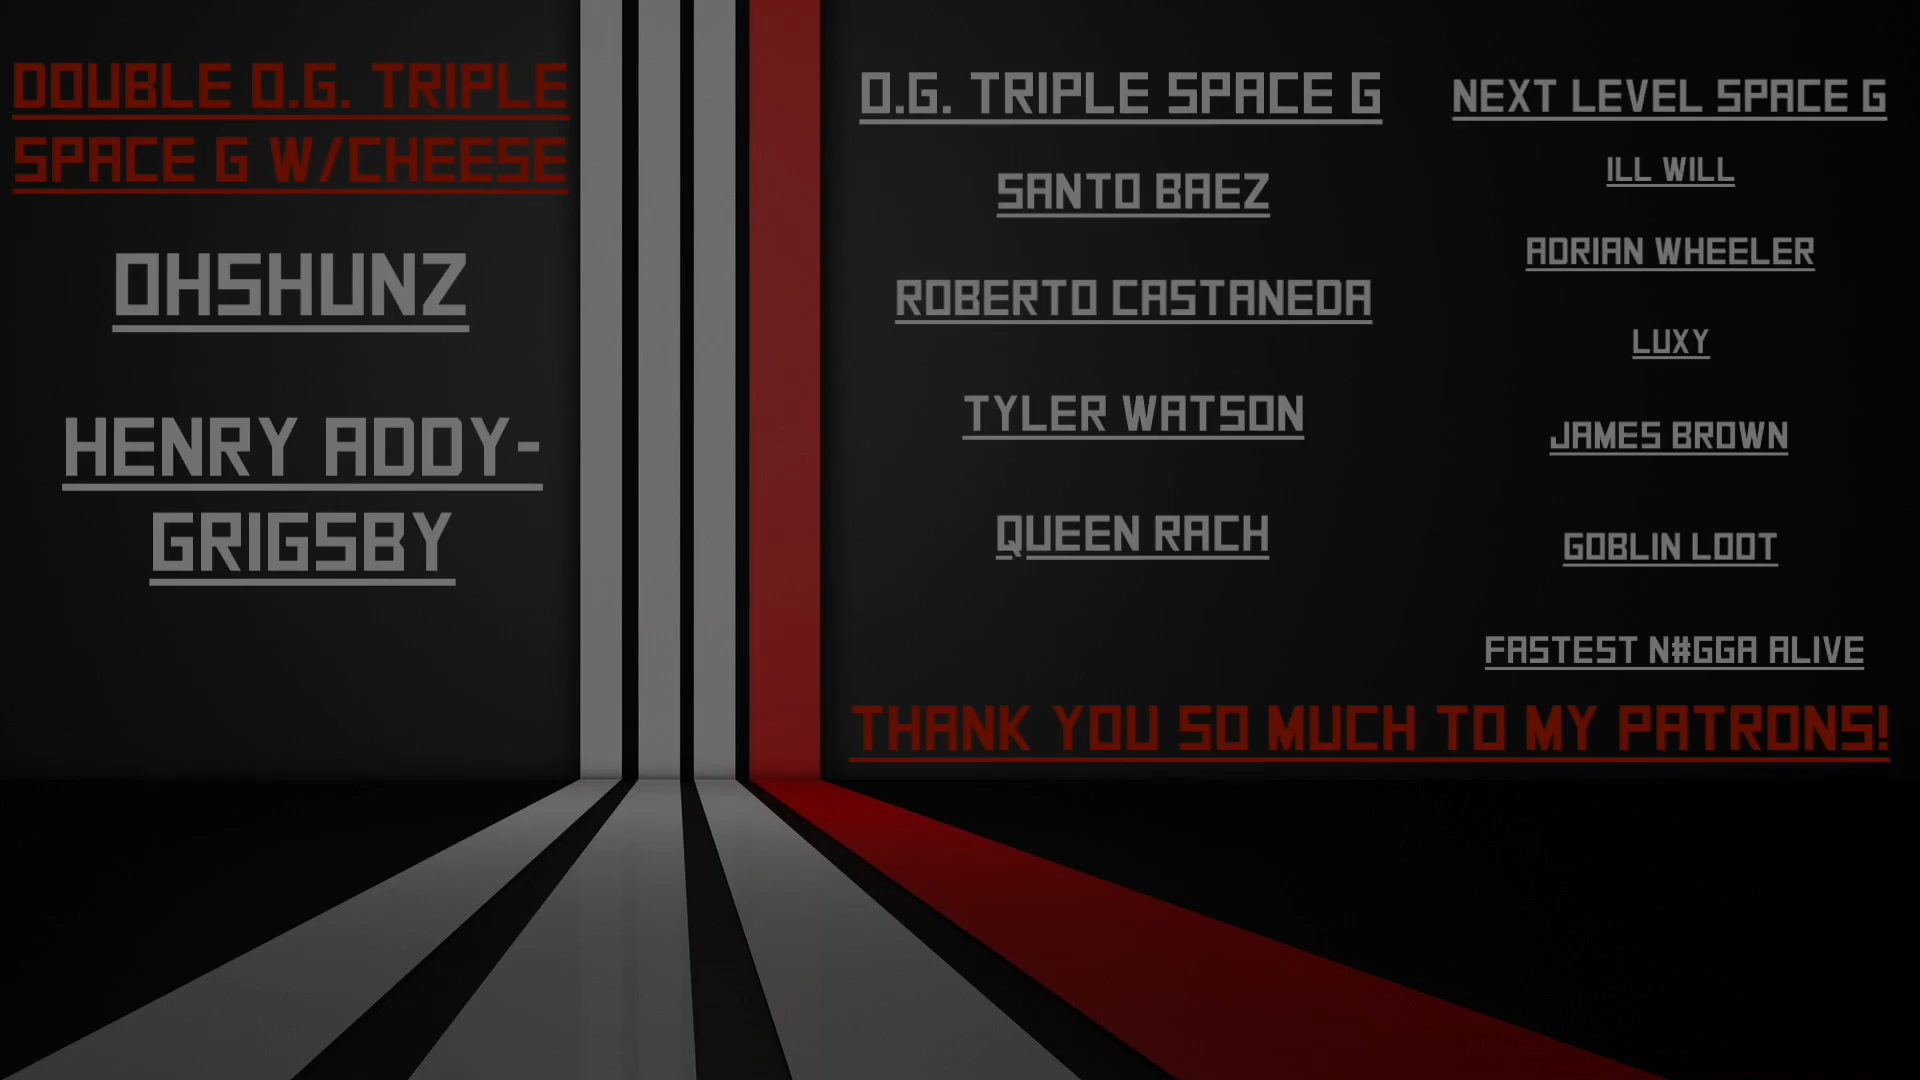 DOUBLE O.G. TRIPLE
SPACE G W/CHEESE
OHSHUNZ
HENRY ADDY-
GRIGSBY
O.G. TRIPLE SPACE G
SANTO BAEZ
ROBERTO CASTANEDA
TYLER WATSON
QUEEN RACH
NEXT LEVEL SPACE G
ILL WILL
ADRIAN WHEELER
LUXY
JAMES BROWN
GOBLIN LOOT
FASTEST N#GGA ALIVE
THANK YOU SO MUCH TO MY PATRONS!